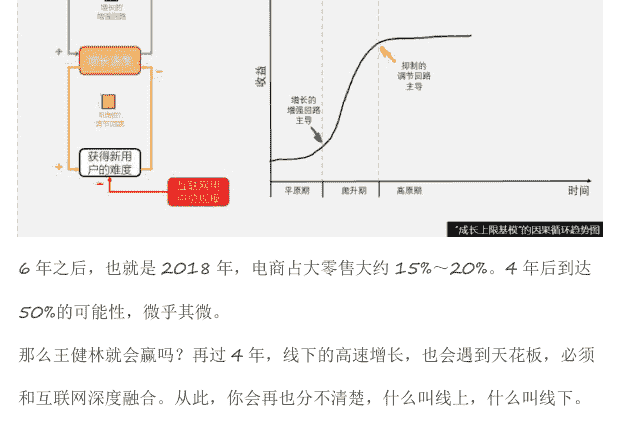 增长的
增强回路
获得新用
户的难度
收益
增长的
增强回路
主导
抑制的
调节回路
主导
平原期
爬升期
高原期
时间
“成长上限基模”的因果循环趋势图
6 年之后，也就是 2018 年，电商占大零售大约 15%～20%。4 年后到达
50%的可能性，微乎其微。
那么王健林就会赢吗？再过 4 年，线下的高速增长，也会遇到天花板，必须
和互联网深度融合。从此，你会再也分不清楚，什么叫线上，什么叫线下。